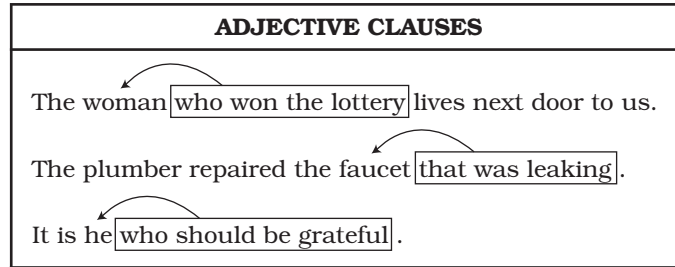 ADJECTIVE CLAUSES
The woman who won the lottery lives next door to us.
The plumber repaired the faucet that was leaking.
It is he who should be grateful.